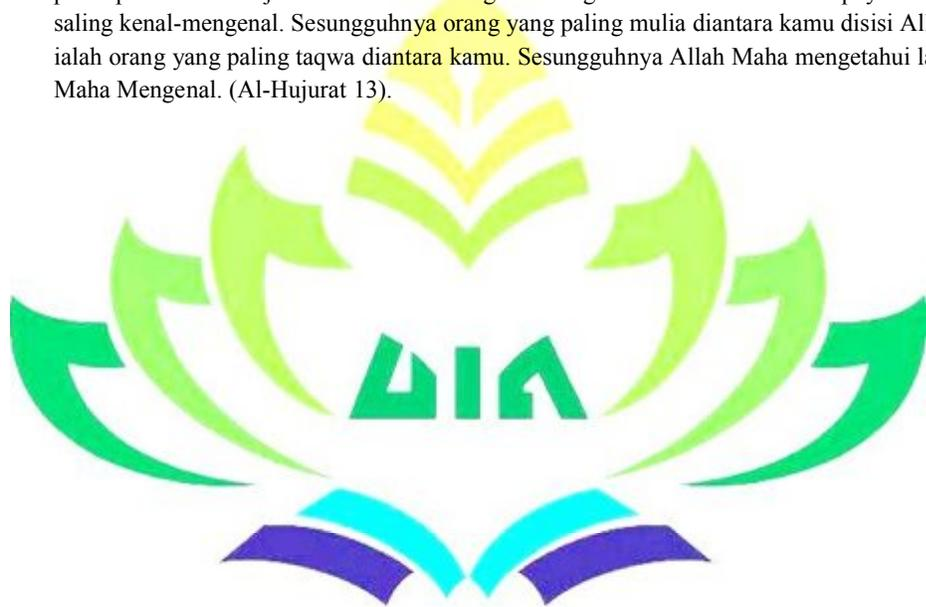 saling kenal-mengenal. Sesungguhnya orang yang paling mulia diantara kamu disisi
ialah orang yang paling taqwa diantara kamu. Sesungguhnya Allah Maha mengetahui
Maha Mengenal. (Al-Hujurat 13).
UIN